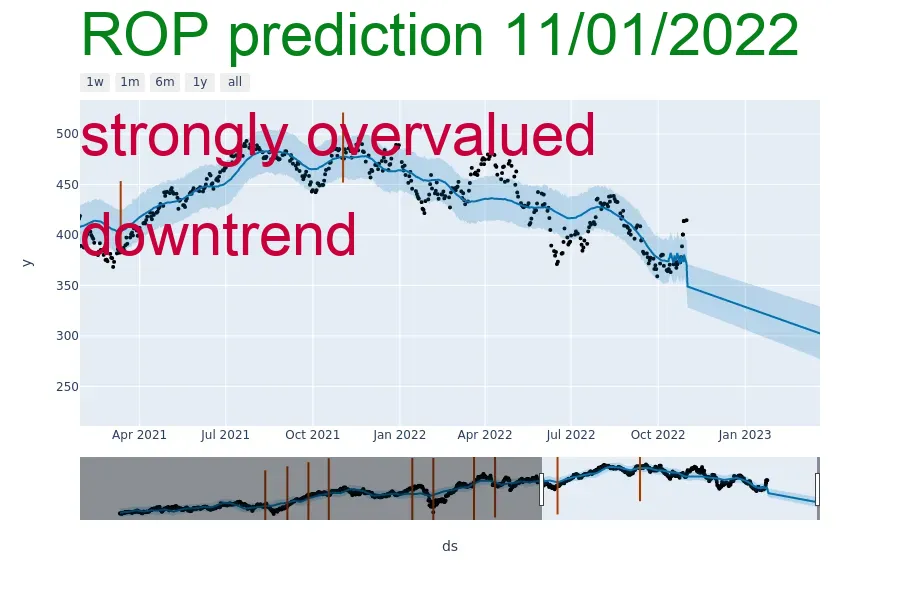 ROP prediction 11/01/2022
1w 1m 6m 1y all
strongly overvalued
downtrend
500
450
400
350
300
250
y
Apr 2021 Jul 2021 Oct 2021 Jan 2022 Apr 2022 Jul 2022 Oct 2022 Jan 2023
ds